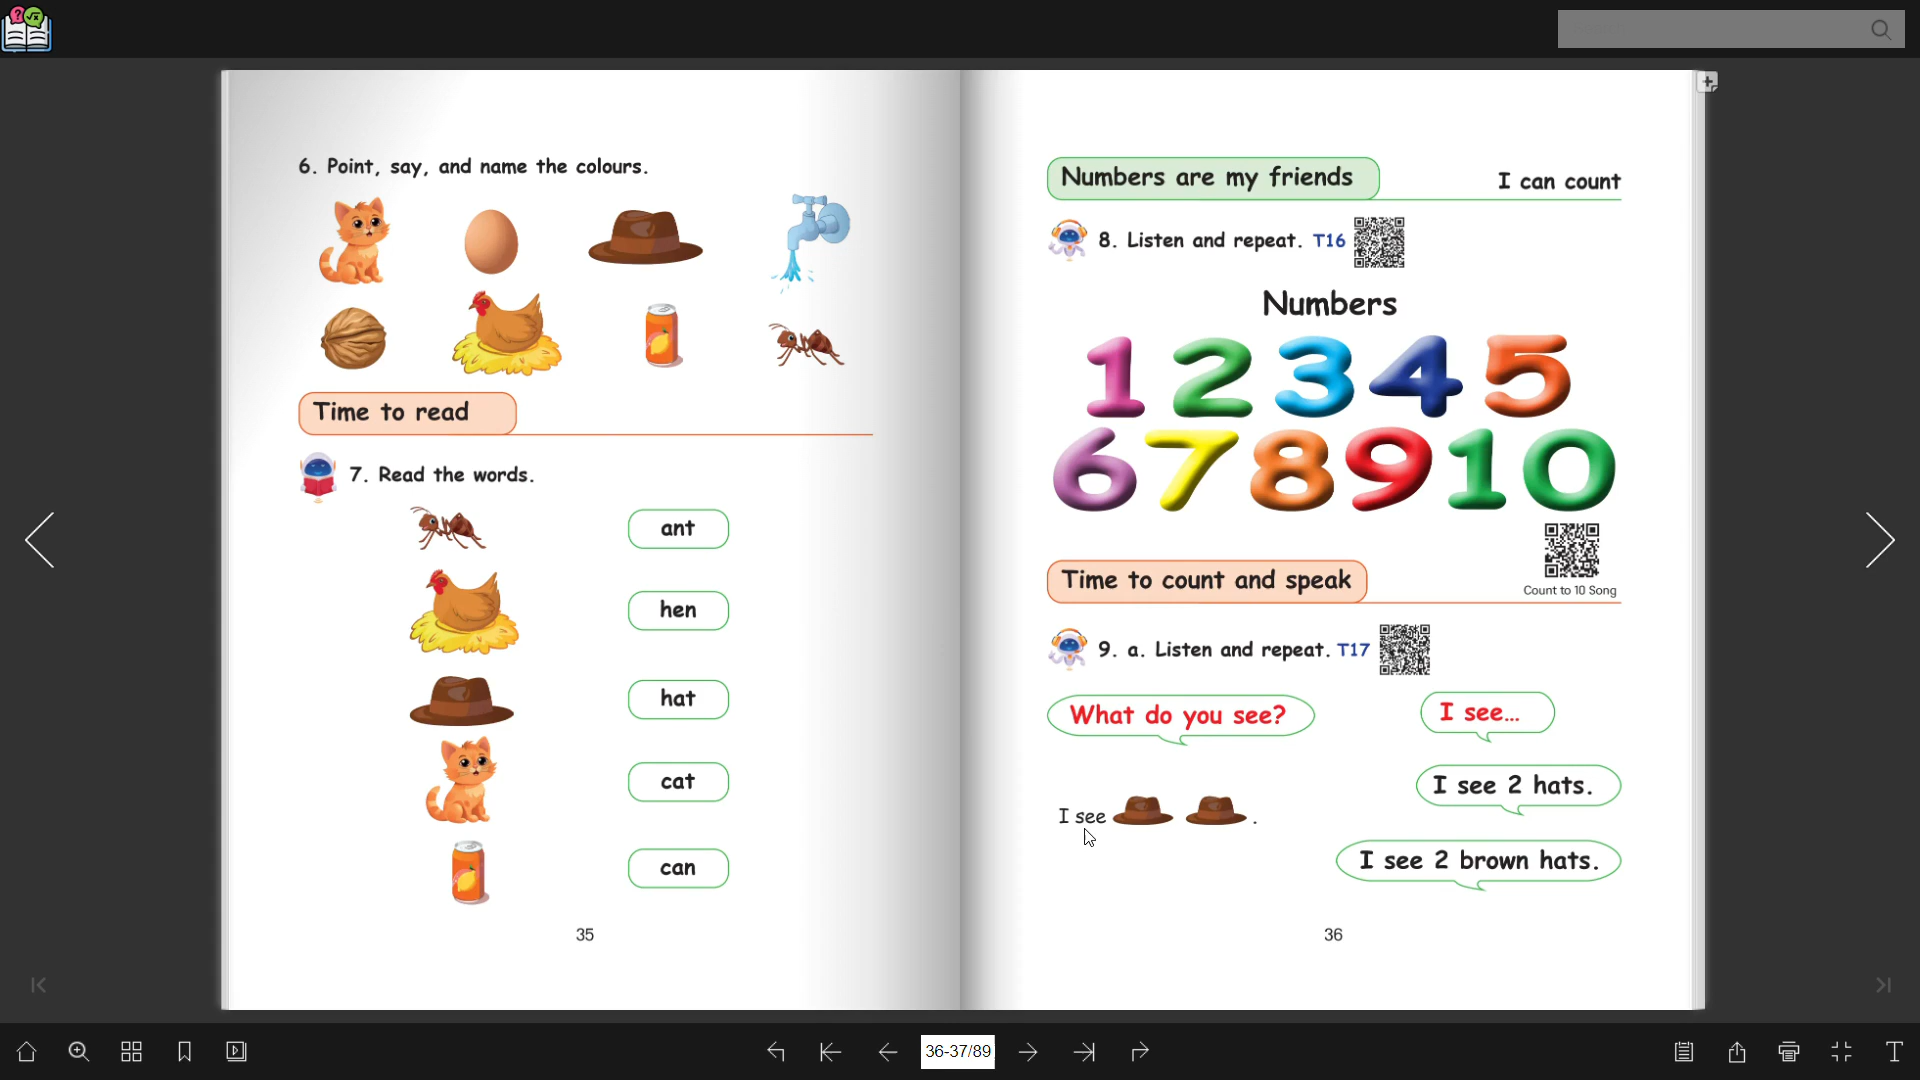 6. Point, say, and name the colours.
Time to read
7. Read the words.
ant
hen
hat
cat
can
35
Numbers are my friends
I can count
8. Listen and repeat. T16
Numbers
1 2 3 4 5
6 7 8 9 10
Count to 10 Song
Time to count and speak
9. a. Listen and repeat. T17
What do you see?
I see...
I see 2 hats.
I see .
I see 2 brown hats.
36
36-37/89